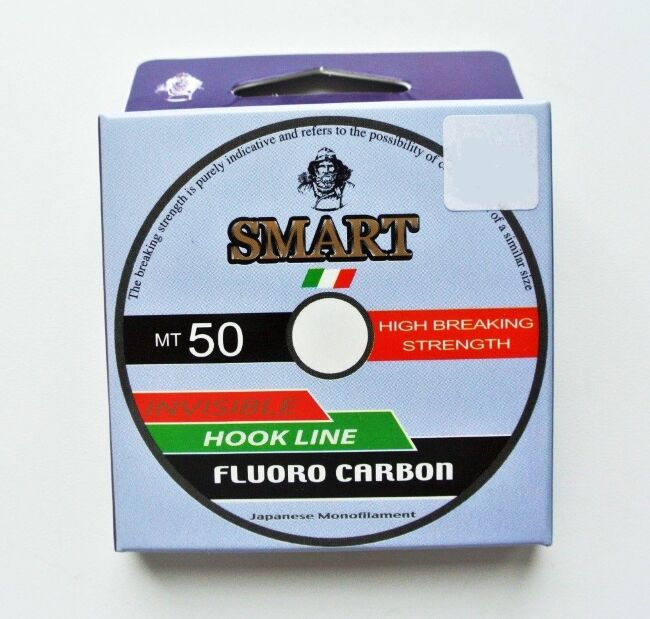 The breaking strength is purely indicative and refers to the possibility of
of a similar size
SMART
MT 50
HIGH BREAKING
STRENGTH
INVISIBLE
HOOK LINE
FLUORO CARBON
Japanese Monofilament